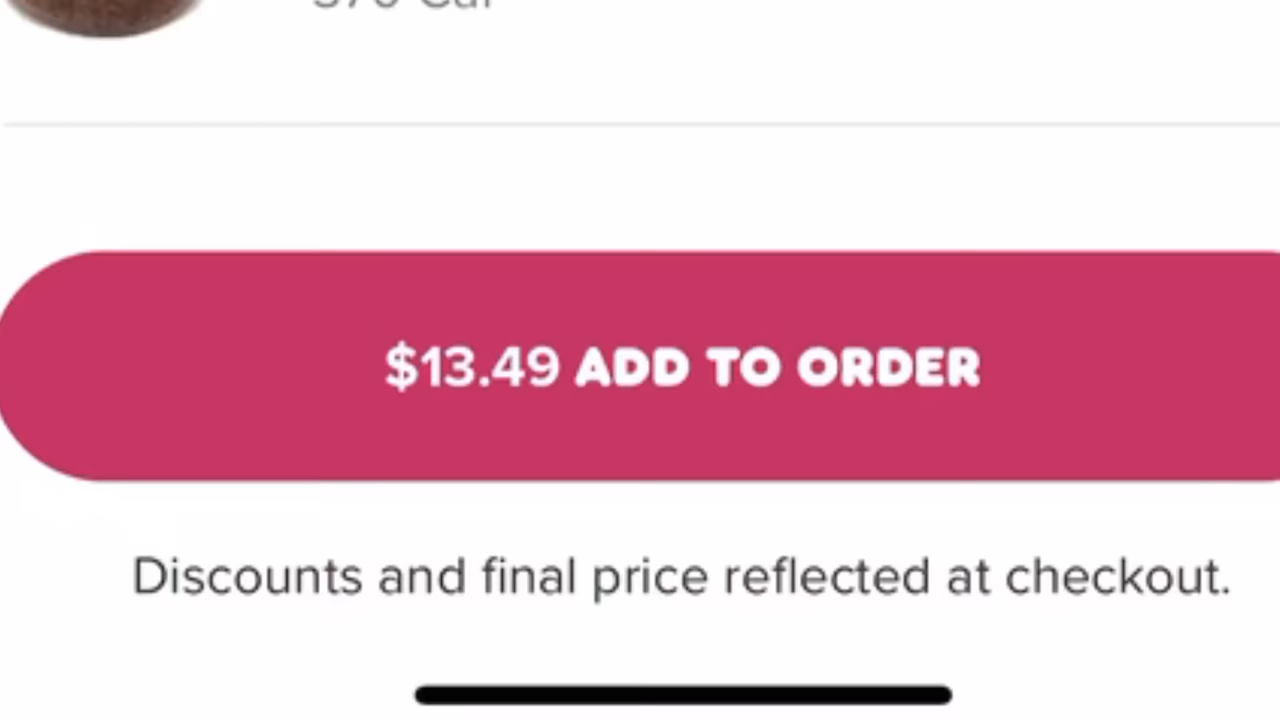 $13.49 ADD TO ORDER
Discounts and final price reflected at checkout.